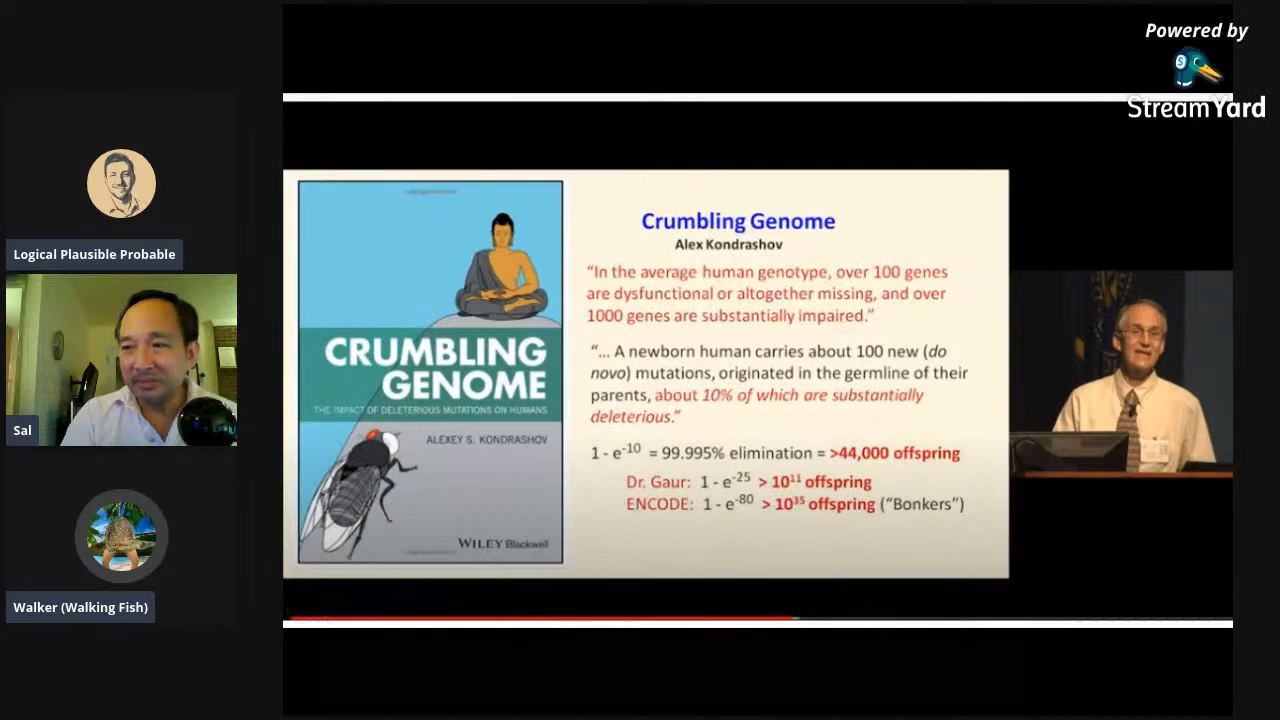 Powered by
StreamYard
Logical Plausible Probable
Sal
Walker (Walking Fish)
CRUMBLING
GENOME
THE IMPACT OF DELETERIOUS MUTATIONS ON HUMANS
ALEXEY S. KONDRASHOV
WILEY Blackwell
Crumbling Genome
Alex Kondrashov
“In the average human genotype, over 100 genes
are dysfunctional or altogether missing, and over
1000 genes are substantially impaired.”
“... A newborn human carries about 100 new (do
novo) mutations, originated in the germline of their
parents, about 10% of which are substantially
deleterious.”
1 - e⁻¹⁰ = 99.995% elimination = >44,000 offspring
Dr. Gaur: 1 - e⁻²⁵ > 10¹¹ offspring
ENCODE: 1 - e⁻⁸⁰ > 10³⁵ offspring (“Bonkers”)